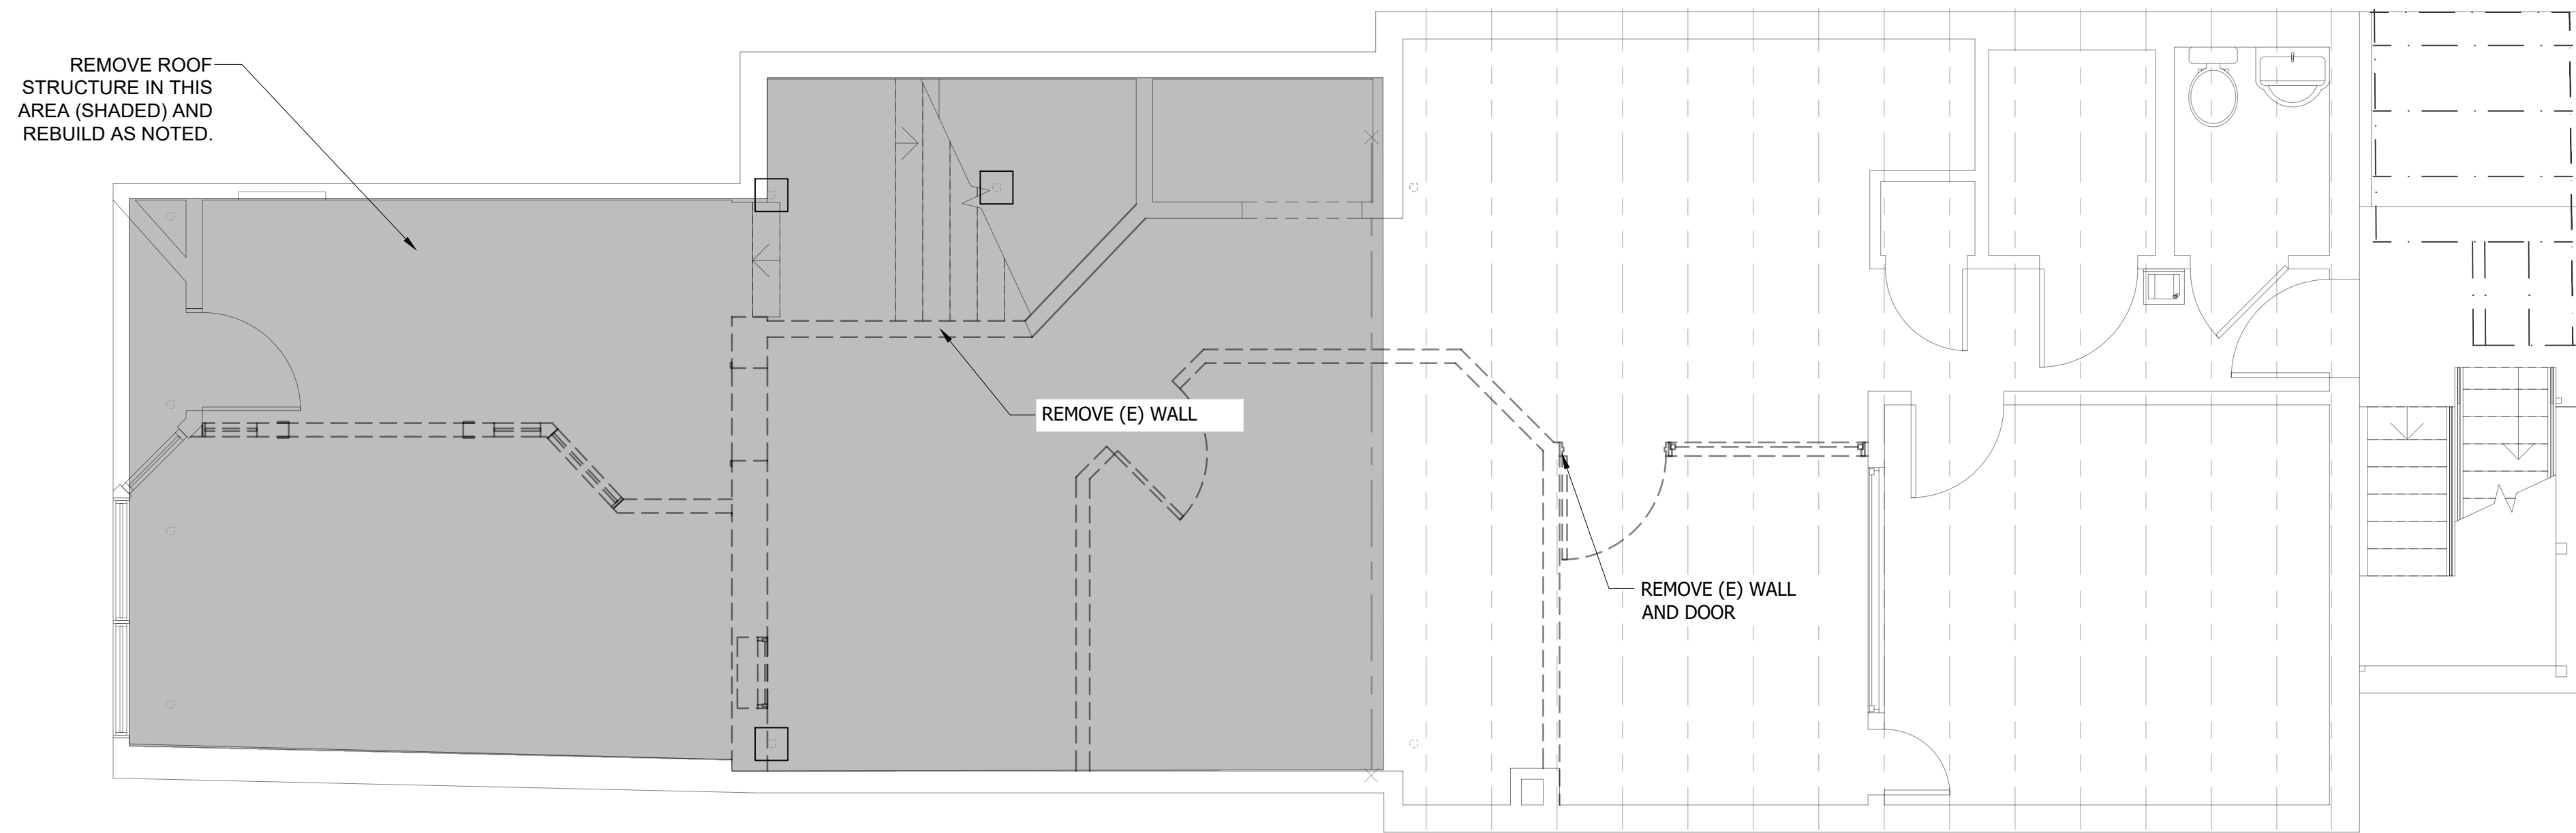 REMOVE ROOF
STRUCTURE IN THIS
AREA (SHADED) AND
REBUILD AS NOTED.
REMOVE (E) WALL
REMOVE (E) WALL
AND DOOR